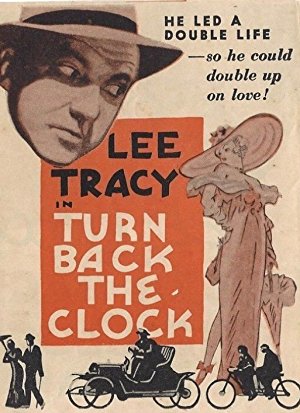 HE LED A
DOUBLE LIFE
—so he could
double up
on love!
LEE
TRACY
IN
TURN
BACK
THE
CLOCK